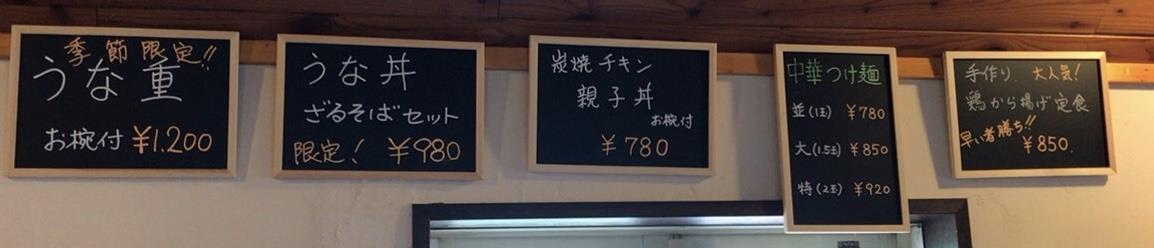 季節限定!!
うな重
お椀付 ¥1.200
うな丼
ざるそばセット
限定! ¥980
炭焼チキン
親子丼
お椀付
¥780
中華つけ麺
並(1玉) ¥780
大(1.5玉) ¥850
特(2玉) ¥920
手作り 大人気!
鶏から揚げ定食
早い者勝ち!!
¥850.